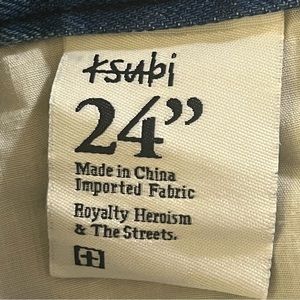 ksubi
24”
Made in China
Imported Fabric
Royalty Heroism
& The Streets.